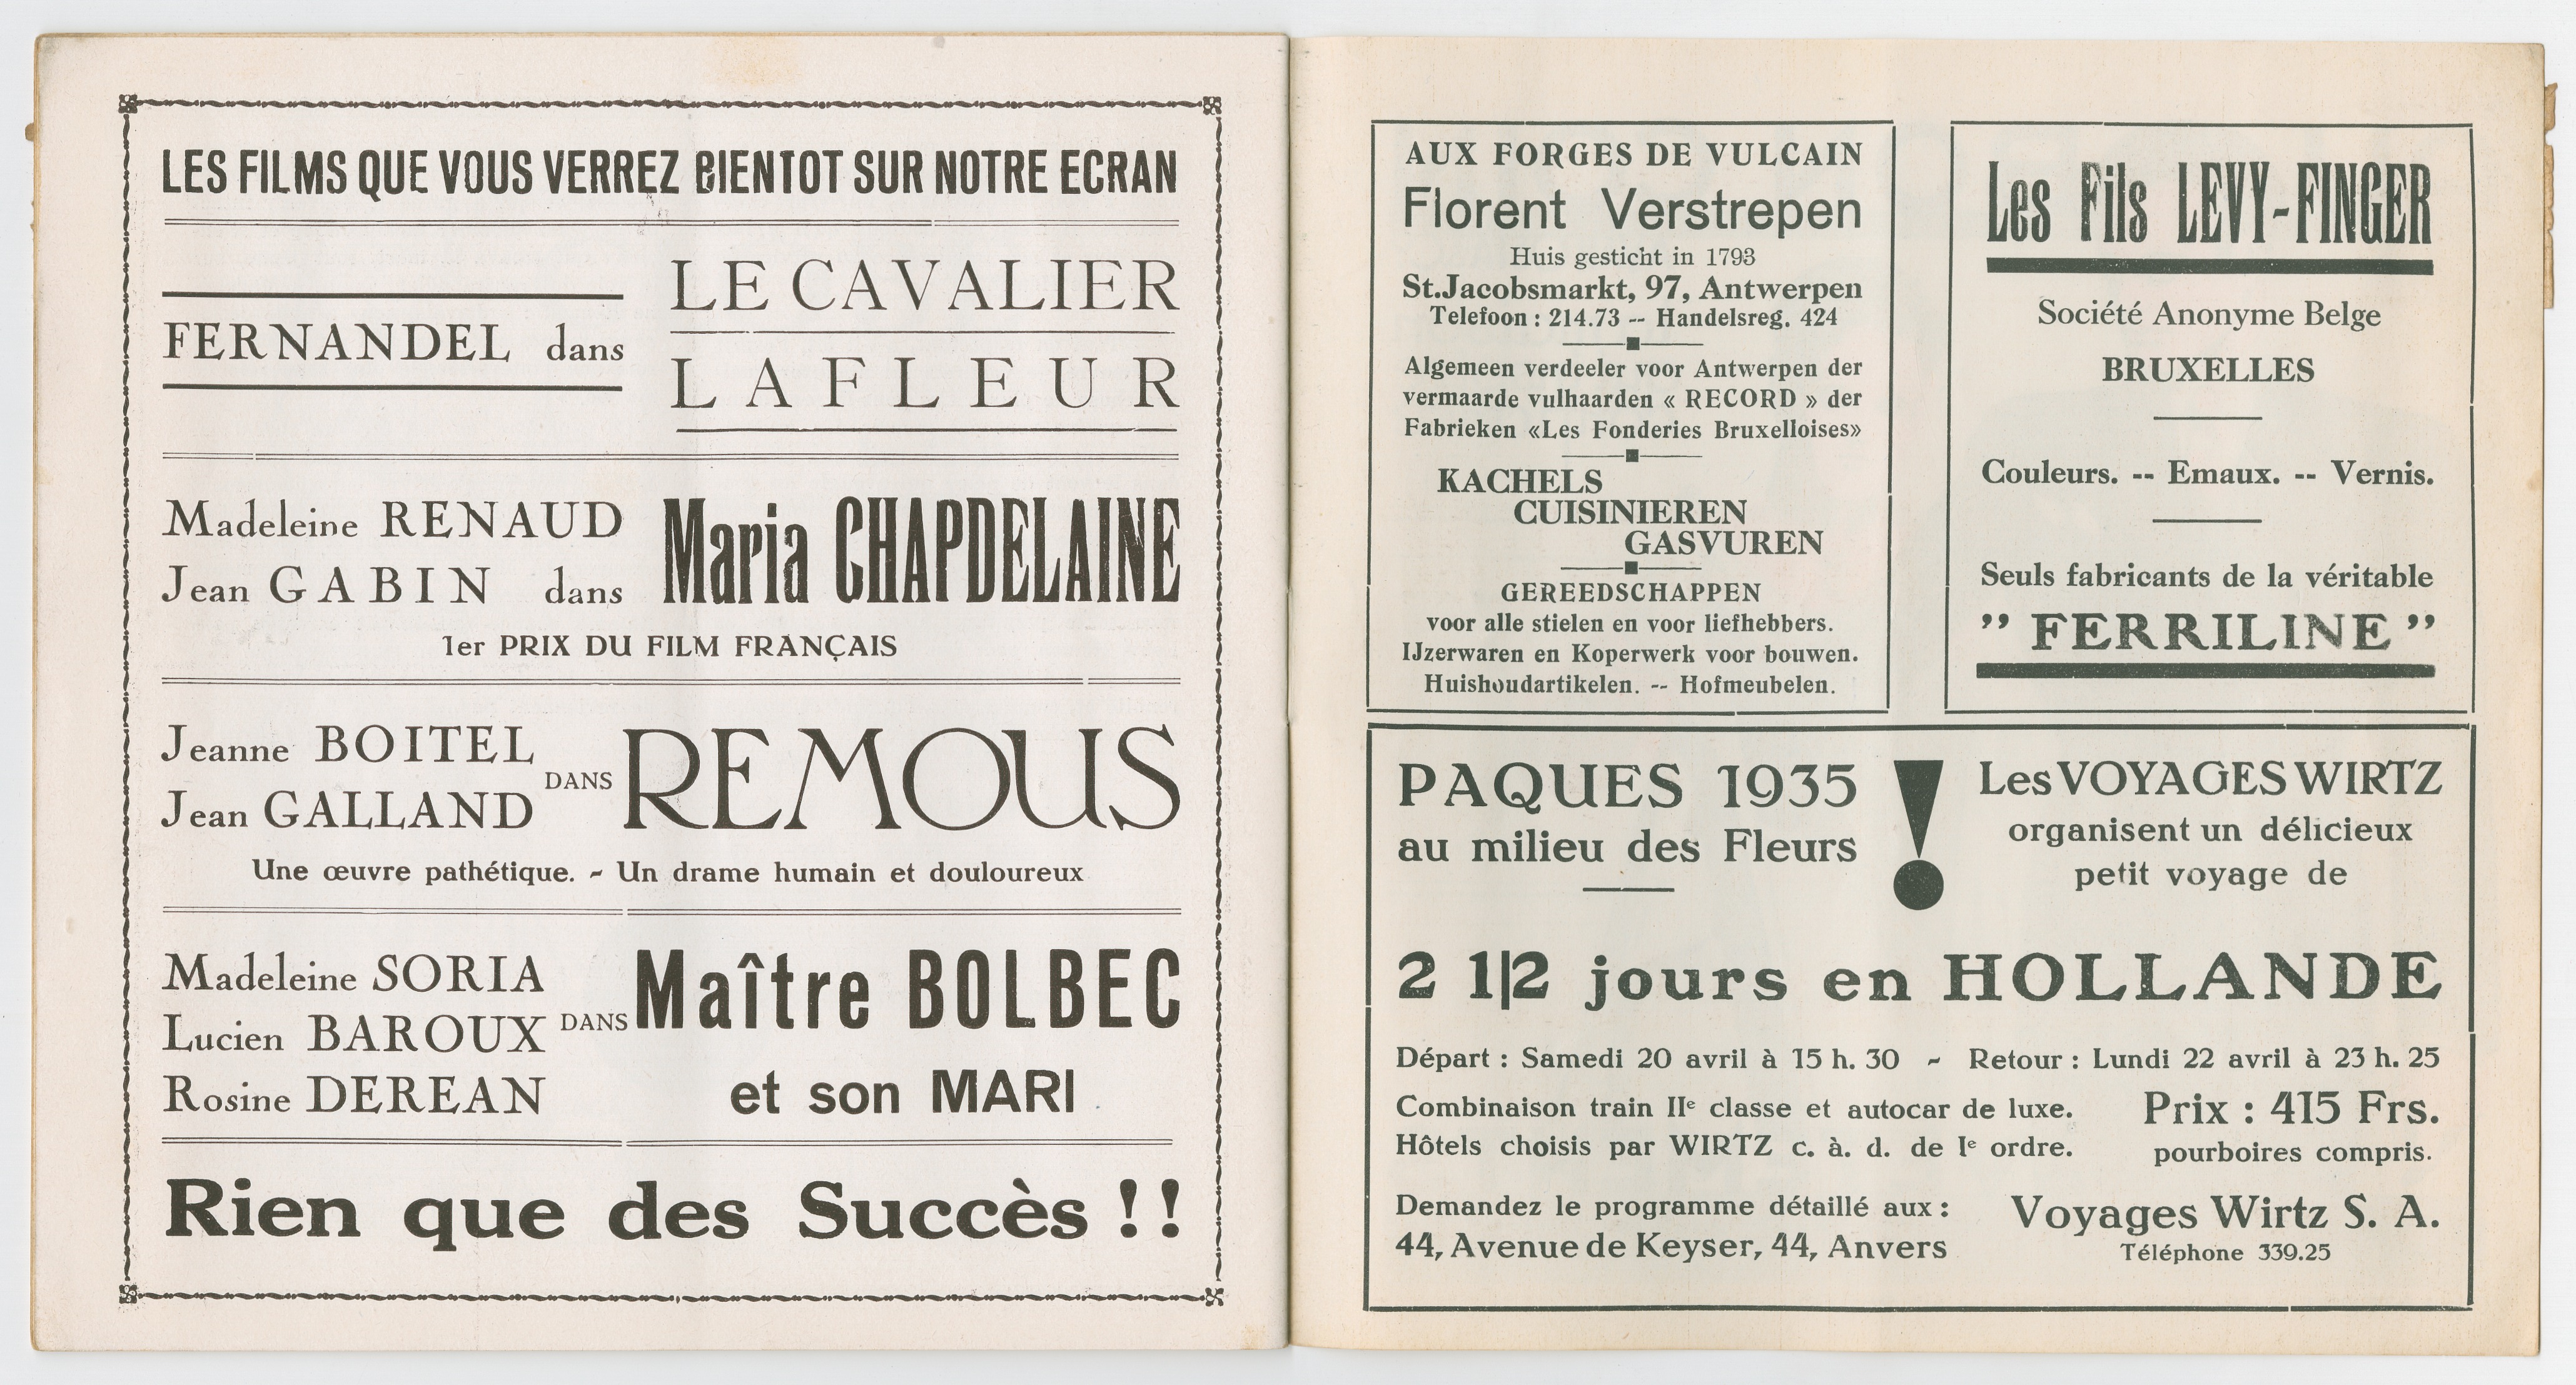 LES FILMS QUE VOUS VERREZ BIENTOT SUR NOTRE ECRAN
FERNANDEL dans
LE CAVALIER
LAFLEUR
Madeleine RENAUD
Jean GABIN dans
Maria CHAPDELAINE
1er PRIX DU FILM FRANÇAIS
Jeanne BOITEL
Jean GALLAND
DANS
REMOUS
Une œuvre pathétique. - Un drame humain et douloureux
Madeleine SORIA
Lucien BAROUX
Rosine DEREAN
DANS
Maître BOLBEC
et son MARI
Rien que des Succès !!
AUX FORGES DE VULCAIN
Florent Verstrepen
Huis gesticht in 1793
St.Jacobsmarkt, 97, Antwerpen
Telefoon : 214.73 -- Handelsreg. 424
Algemeen verdeeler voor Antwerpen der
vermaarde vulhaarden « RECORD » der
Fabrieken «Les Fonderies Bruxelloises»
KACHELS
CUISINIEREN
GASVUREN
GEREEDSCHAPPEN
voor alle stielen en voor liefhebbers.
IJzerwaren en Koperwerk voor bouwen.
Huishoudartikelen. -- Hofmeubelen.
Les Fils LEVY-FINGER
Société Anonyme Belge
BRUXELLES
Couleurs. -- Emaux. -- Vernis.
Seuls fabricants de la véritable
” FERRILINE ”
PAQUES 1935
au milieu des Fleurs
!
Les VOYAGES WIRTZ
organisent un délicieux
petit voyage de
2 1|2 jours en HOLLANDE
Départ : Samedi 20 avril à 15 h. 30 - Retour : Lundi 22 avril à 23 h. 25
Combinaison train IIe classe et autocar de luxe.
Hôtels choisis par WIRTZ c. à. d. de Ie ordre.
Prix : 415 Frs.
pourboires compris.
Demandez le programme détaillé aux :
44, Avenue de Keyser, 44, Anvers
Voyages Wirtz S. A.
Téléphone 339.25